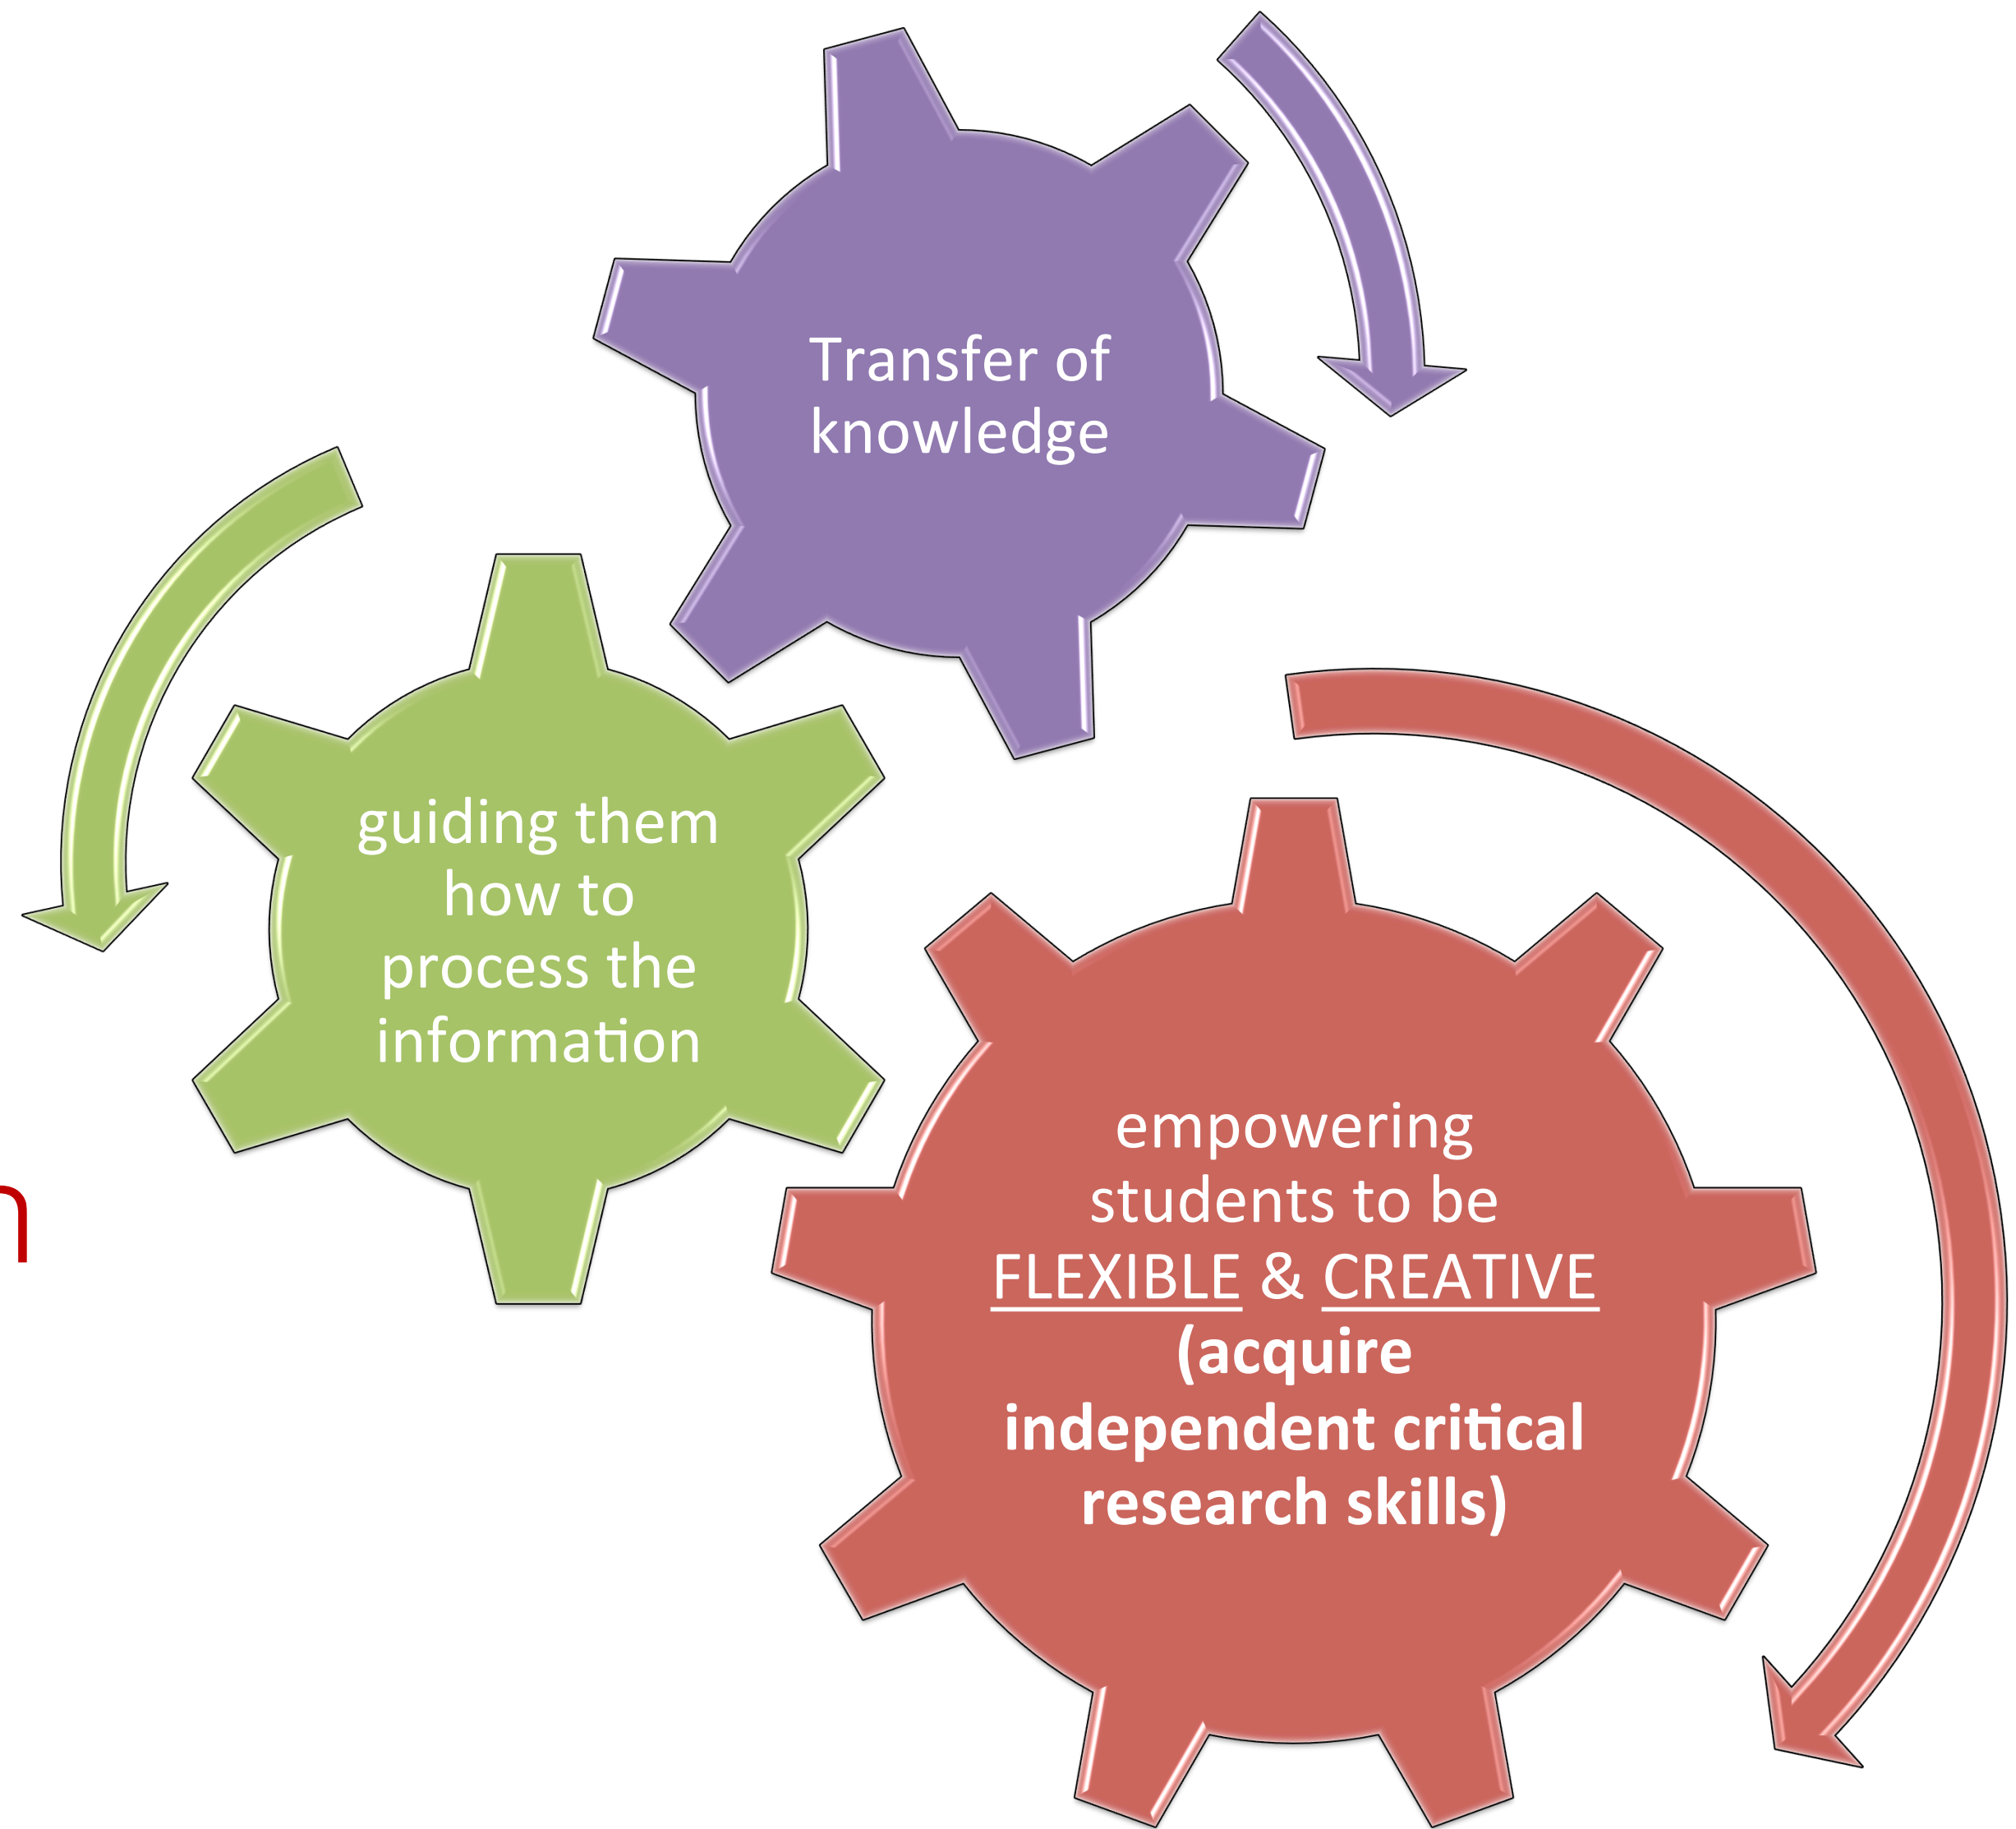 Transfer of
knowledge
guiding them
how to
process the
information
n
empowering
students to be
FLEXIBLE & CREATIVE
(acquire
independent critical
research skills)